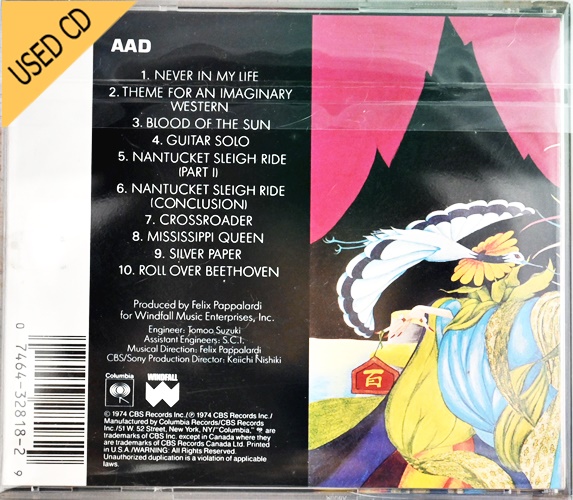 USED CD
AAD
1. NEVER IN MY LIFE
2. THEME FOR AN IMAGINARY
WESTERN
3. BLOOD OF THE SUN
4. GUITAR SOLO
5. NANTUCKET SLEIGH RIDE
(PART I)
6. NANTUCKET SLEIGH RIDE
(CONCLUSION)
7. CROSSROADER
8. MISSISSIPPI QUEEN
9. SILVER PAPER
10. ROLL OVER BEETHOVEN
Produced by Felix Pappalardi
for Windfall Music Enterprises, Inc.
Engineer: Tomoo Suzuki
Assistant Engineers: S.C.I.
Musical Direction: Felix Pappalardi
CBS/Sony Production Director: Keiichi Nishiki
Columbia
WINDFALL
© 1974 CBS Records Inc./℗ 1974 CBS Records Inc./
Manufactured by Columbia Records/CBS Records
Inc./51 W. 52 Street, New York, NY/"Columbia," are
trademarks of CBS Inc. except in Canada where they
are trademarks of CBS Records Canada Ltd. Printed
in U.S.A./WARNING: All Rights Reserved.
Unauthorized duplication is a violation of applicable
laws.
0 7464-32818-2 9
百